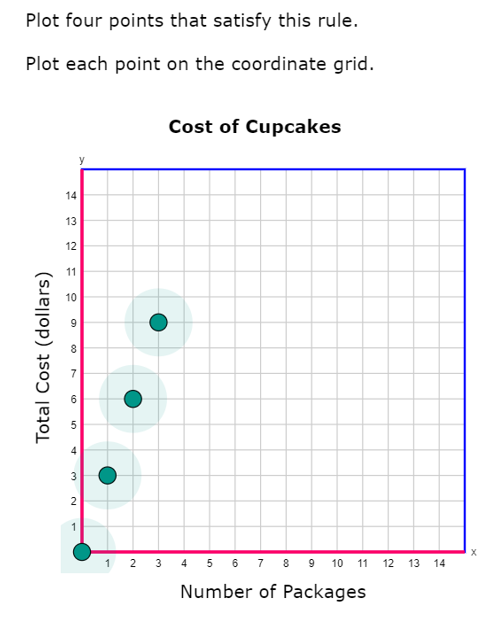 Plot four points that satisfy this rule.
Plot each point on the coordinate grid.
Cost of Cupcakes
y
14
13
12
11
10
9
8
7
6
5
4
3
2
1
Total Cost (dollars)
x
1 2 3 4 5 6 7 8 9 10 11 12 13 14
Number of Packages